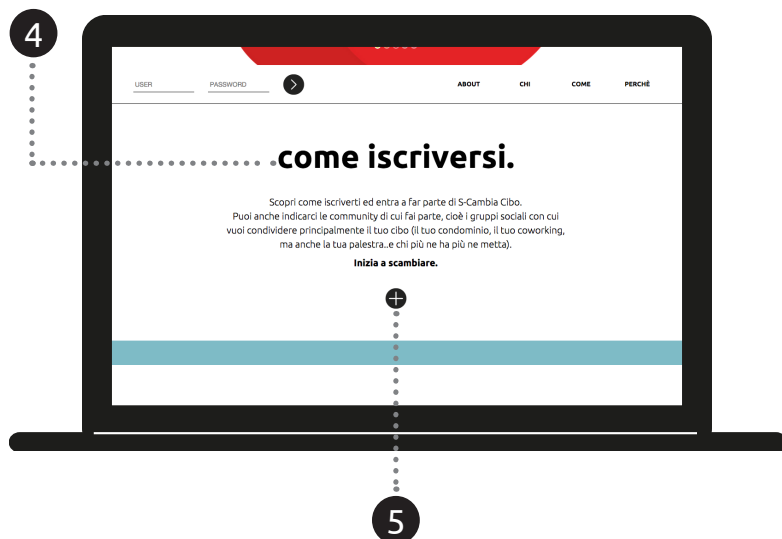 4
USER PASSWORD ABOUT CHI COME PERCHÈ
come iscriversi.
Scopri come iscriverti ed entra a far parte di S-Cambia Cibo.
Puoi anche indicarci le community di cui fai parte, cioè i gruppi sociali con cui
vuoi condividere principalmente il tuo cibo (il tuo condominio, il tuo coworking,
ma anche la tua palestra..e chi più ne ha più ne metta).
Inizia a scambiare.
5